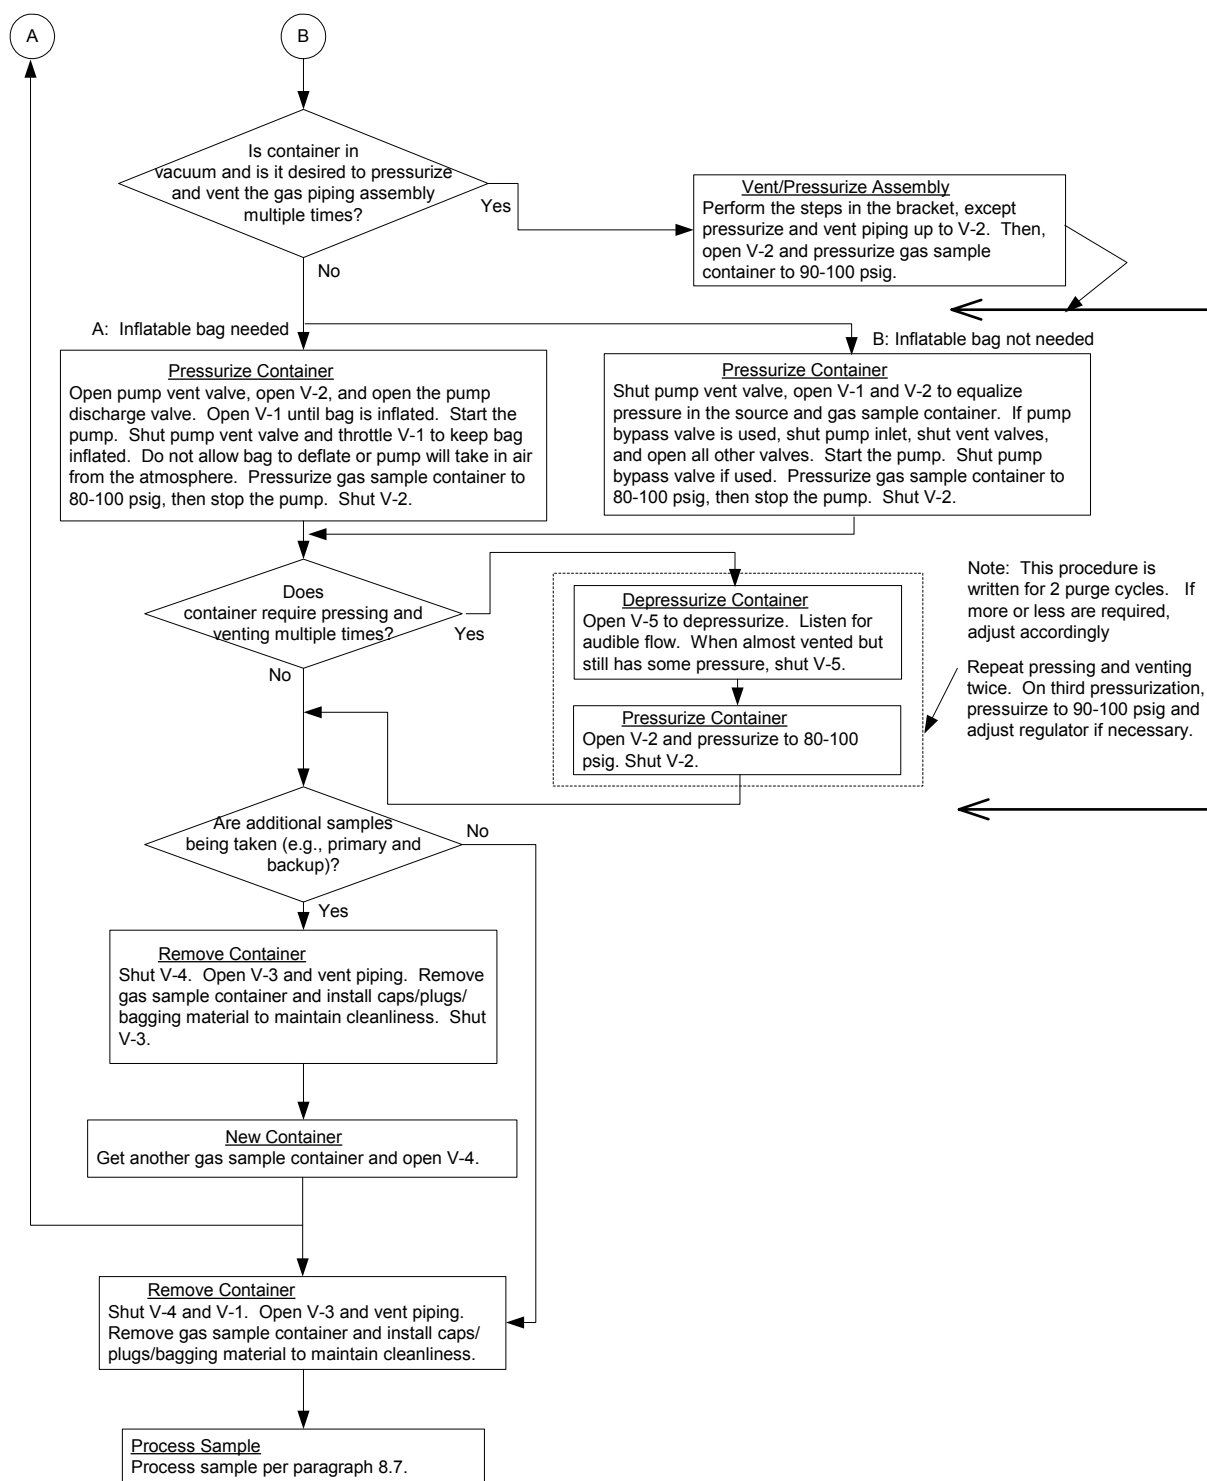 A
B
Is container in
vacuum and is it desired to pressurize
and vent the gas piping assembly
multiple times?
Yes
No
Vent/Pressurize Assembly
Perform the steps in the bracket, except
pressurize and vent piping up to V-2.  Then,
open V-2 and pressurize gas sample
container to 90-100 psig.
A:  Inflatable bag needed
B: Inflatable bag not needed
Pressurize Container
Open pump vent valve, open V-2, and open the pump
discharge valve.  Open V-1 until bag is inflated.  Start the
pump.  Shut pump vent valve and throttle V-1 to keep bag
inflated.  Do not allow bag to deflate or pump will take in air
from the atmosphere.  Pressurize gas sample container to
80-100 psig, then stop the pump.  Shut V-2.
Pressurize Container
Shut pump vent valve, open V-1 and V-2 to equalize
pressure in the source and gas sample container.  If pump
bypass valve is used, shut pump inlet, shut vent valves,
and open all other valves.  Start the pump.  Shut pump
bypass valve if used.  Pressurize gas sample container to
80-100 psig, then stop the pump.  Shut V-2.
Does
container require pressing and
venting multiple times?
Yes
No
Depressurize Container
Open V-5 to depressurize.  Listen for
audible flow.  When almost vented but
still has some pressure, shut V-5.
Pressurize Container
Open V-2 and pressurize to 80-100
psig. Shut V-2.
Note:  This procedure is
written for 2 purge cycles.   If
more or less are required,
adjust accordingly
Repeat pressing and venting
twice.  On third pressurization,
pressuirze to 90-100 psig and
adjust regulator if necessary.
Are additional samples
being taken (e.g., primary and
backup)?
No
Yes
Remove Container
Shut V-4.  Open V-3 and vent piping.  Remove
gas sample container and install caps/plugs/
bagging material to maintain cleanliness.  Shut
V-3.
New Container
Get another gas sample container and open V-4.
Remove Container
Shut V-4 and V-1.  Open V-3 and vent piping.
Remove gas sample container and install caps/
plugs/bagging material to maintain cleanliness.
Process Sample
Process sample per paragraph 8.7.